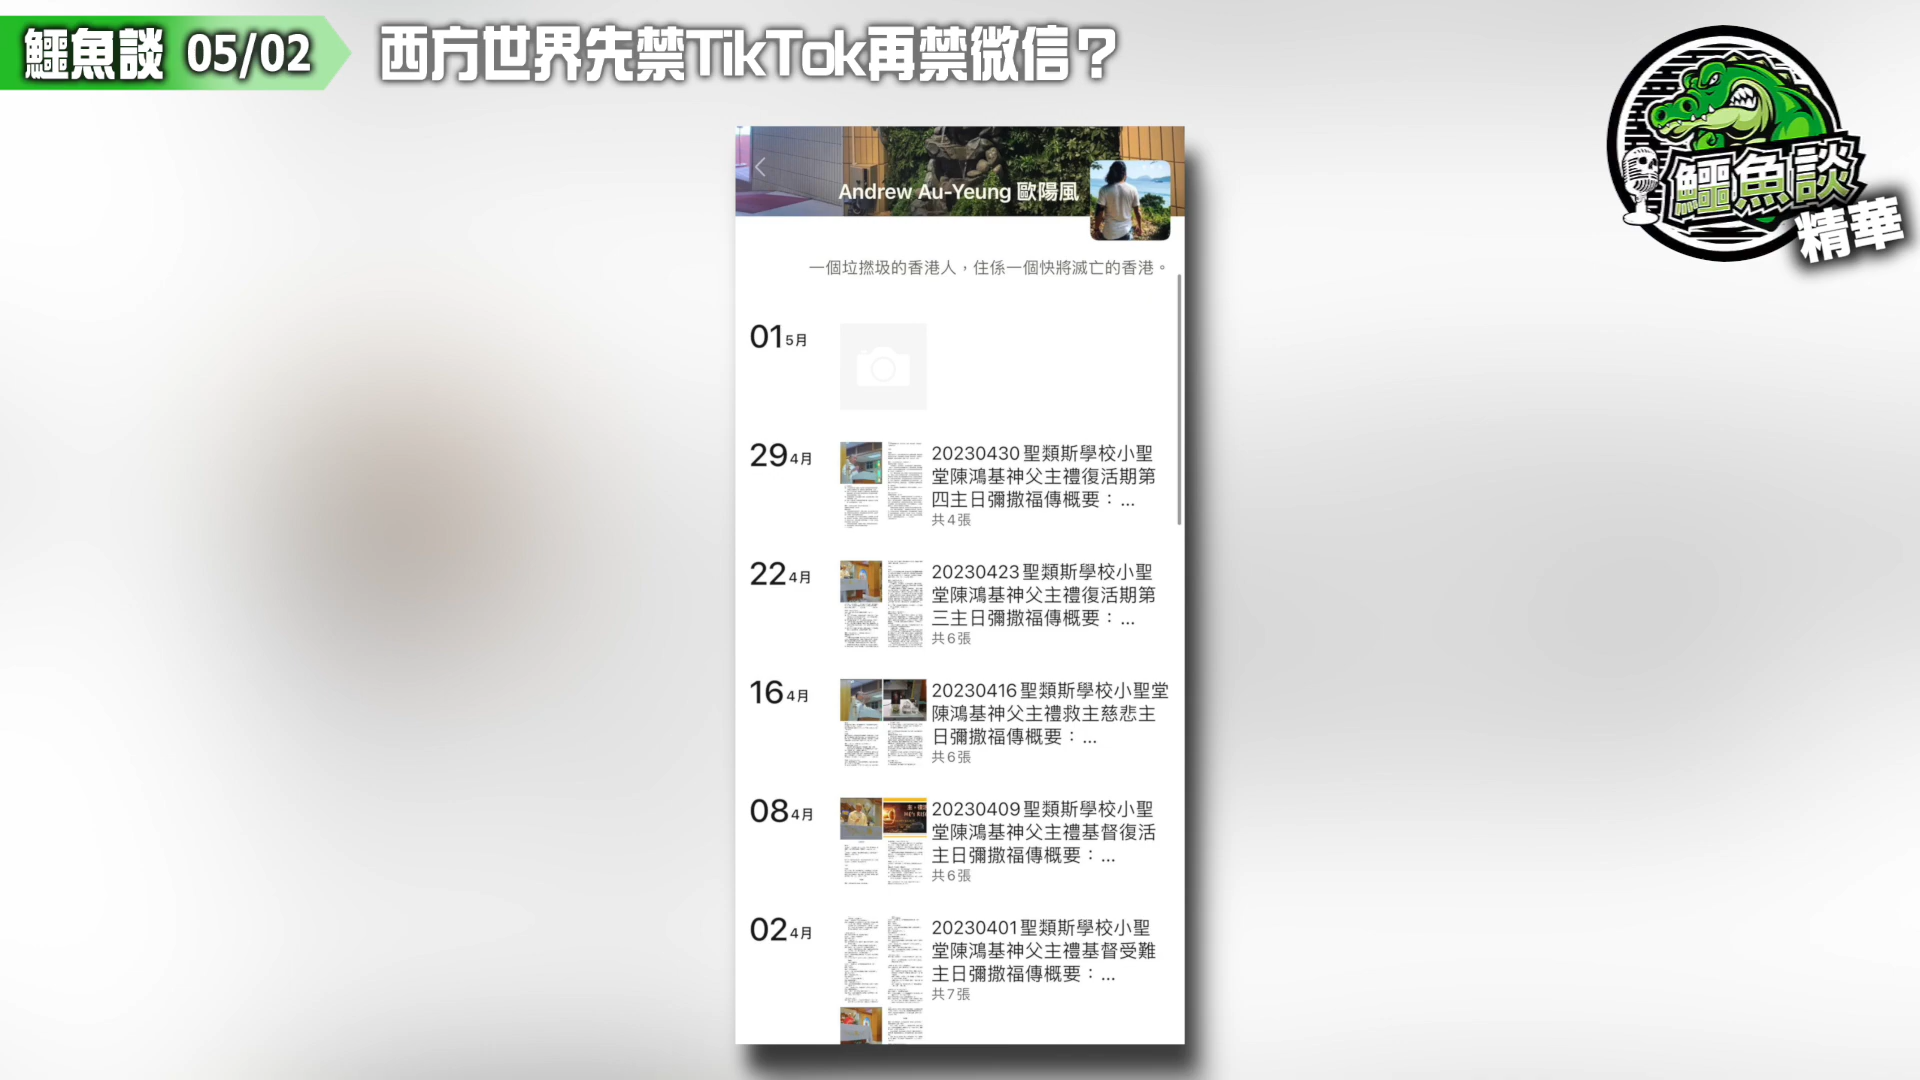 鱷魚談 05/02
西方世界先禁TikTok再禁微信？
鱷魚談
精華
Andrew Au-Yeung 歐陽風
一個垃撚圾的香港人，住係一個快將滅亡的香港。
01 5月
29 4月
20230430聖類斯學校小聖
堂陳鴻基神父主禮復活期第
四主日彌撒福傳概要：...
共4張
22 4月
20230423聖類斯學校小聖
堂陳鴻基神父主禮復活期第
三主日彌撒福傳概要：...
共6張
16 4月
20230416聖類斯學校小聖堂
陳鴻基神父主禮救主慈悲主
日彌撒福傳概要：...
共6張
08 4月
20230409聖類斯學校小聖
堂陳鴻基神父主禮基督復活
主日彌撒福傳概要：...
共6張
02 4月
20230401聖類斯學校小聖
堂陳鴻基神父主禮基督受難
主日彌撒福傳概要：...
共7張